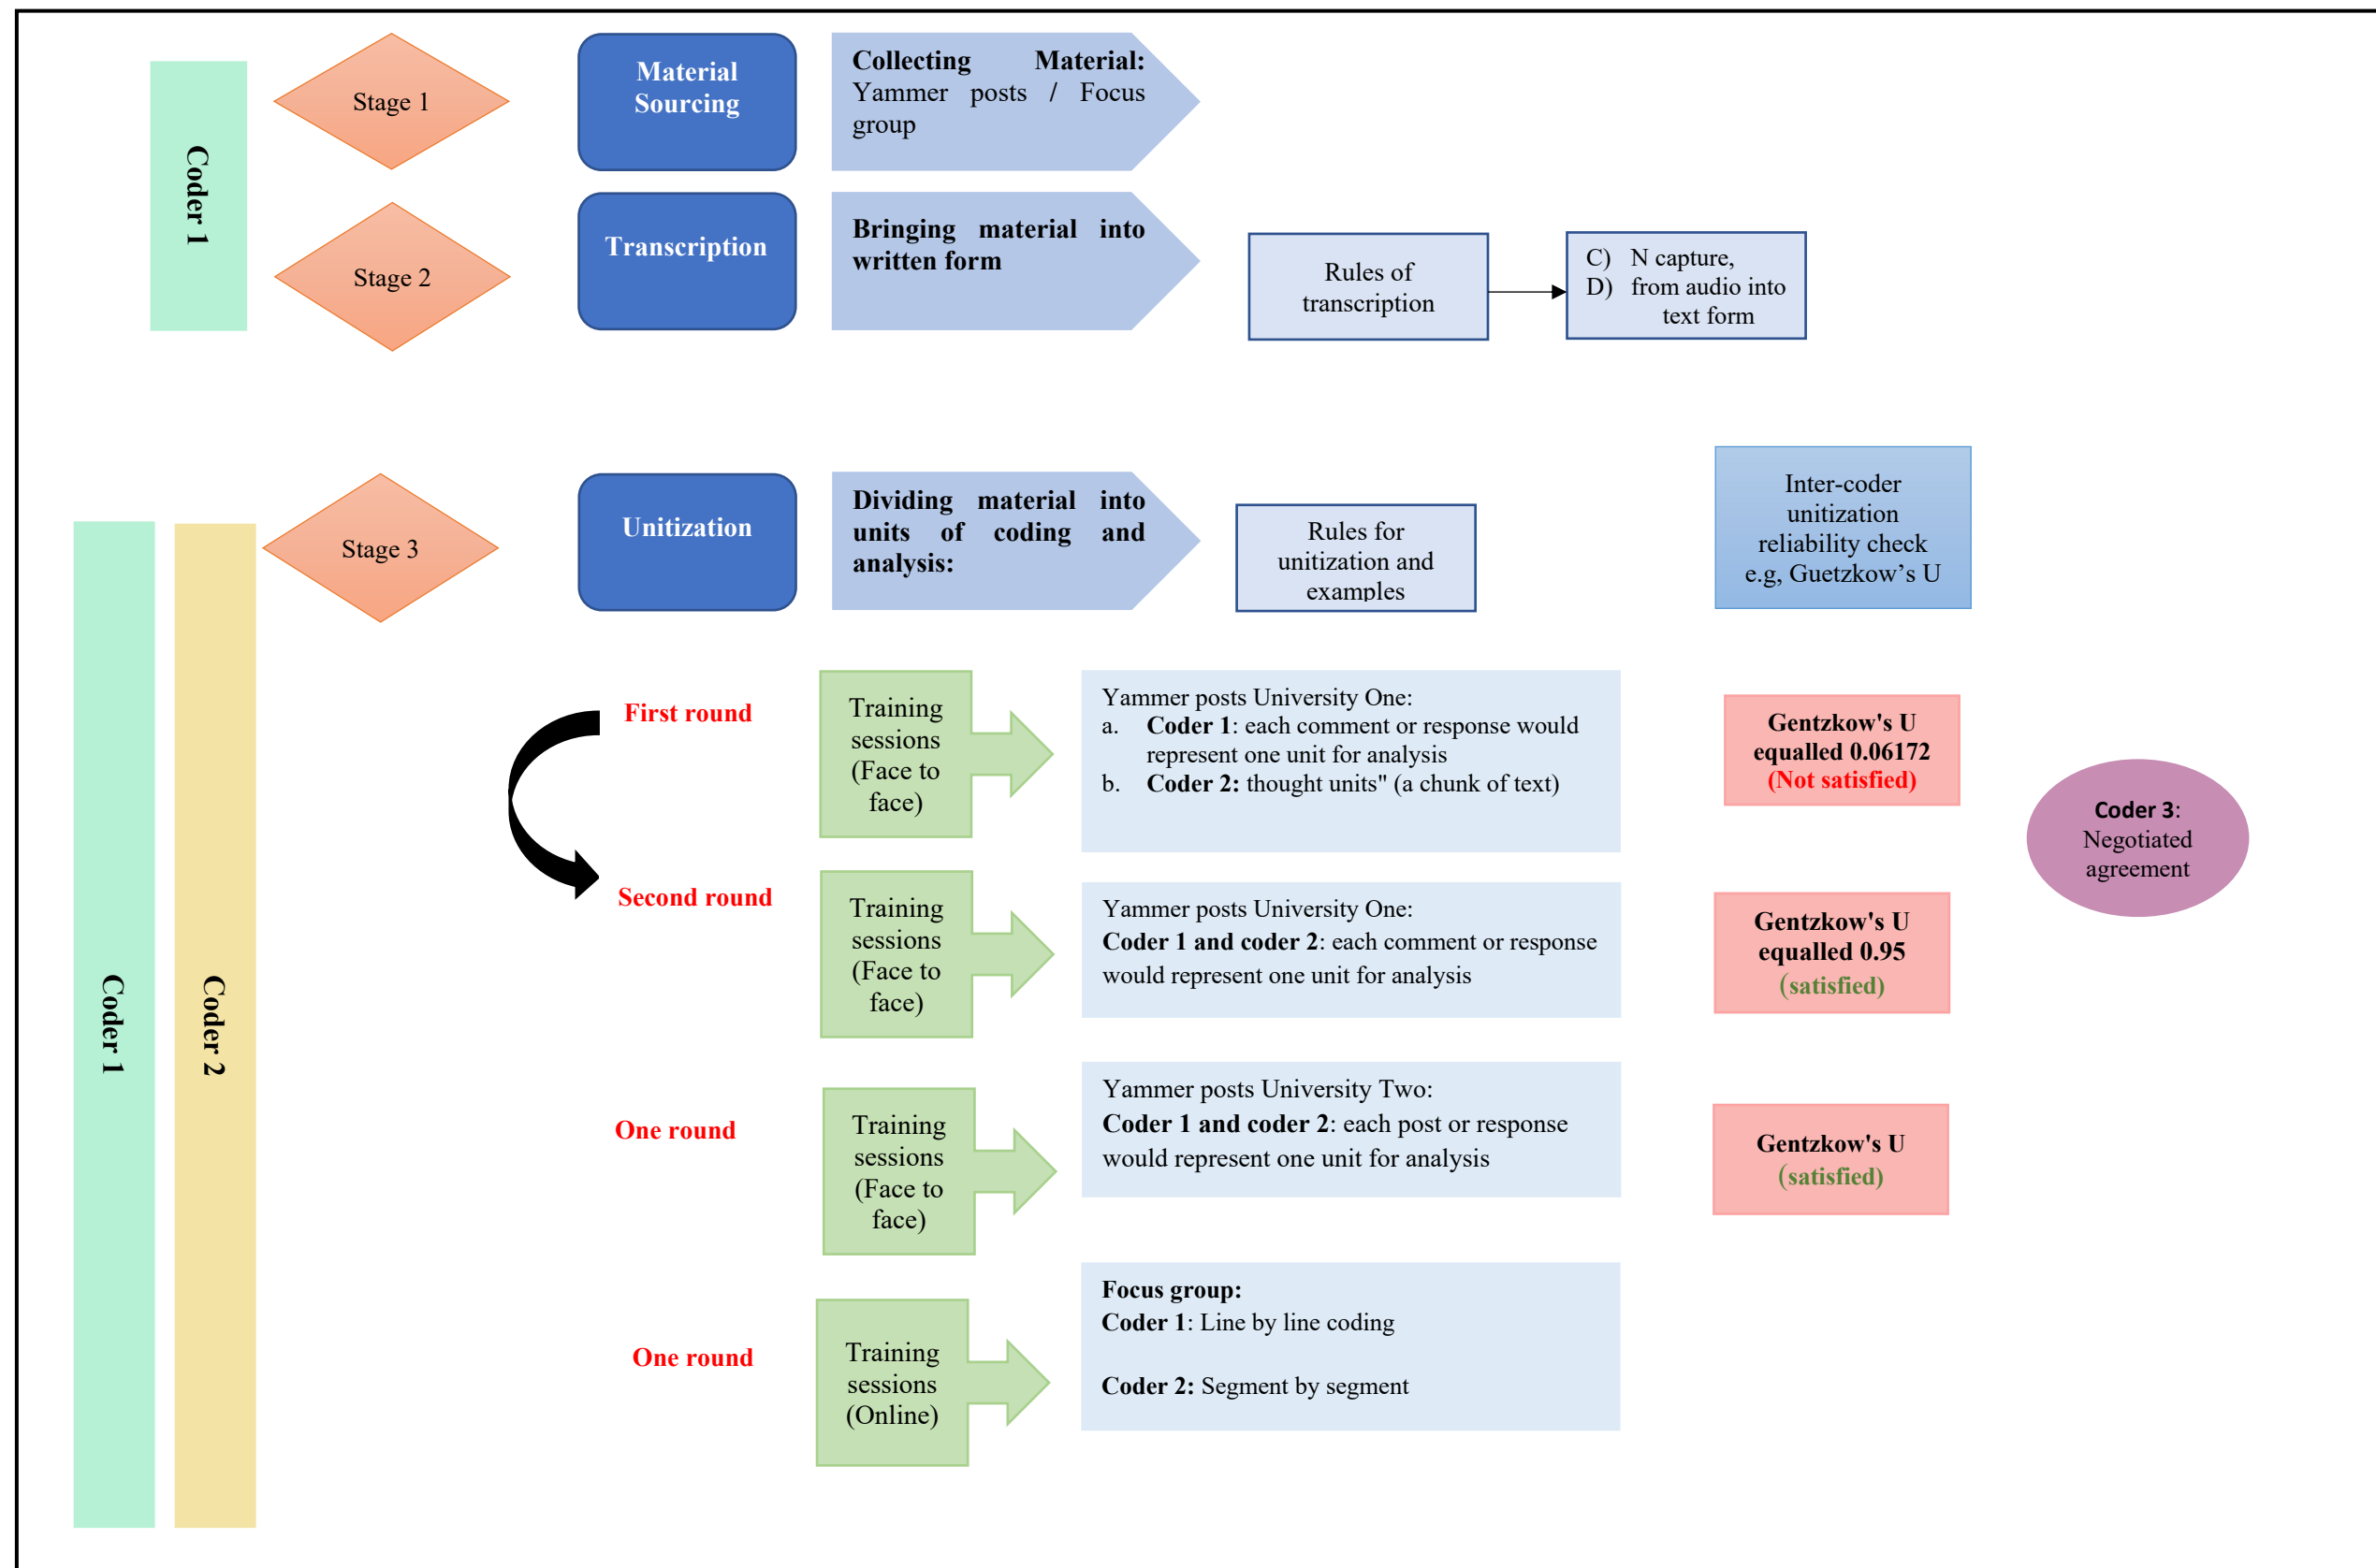 Coder 1
Stage 1
Material
Sourcing
Collecting Material:
Yammer posts / Focus
group
Stage 2
Transcription
Bringing material into
written form
Rules of
transcription
C) N capture,
D) from audio into
text form
Coder 1
Coder 2
Stage 3
Unitization
Dividing material into
units of coding and
analysis:
Rules for
unitization and
examples
Inter-coder
unitization
reliability check
e.g, Guetzkow’s U
First round
Training
sessions
(Face to
face)
Yammer posts University One:
a. Coder 1: each comment or response would
represent one unit for analysis
b. Coder 2: thought units" (a chunk of text)
Gentzkow's U
equalled 0.06172
(Not satisfied)
Coder 3:
Negotiated
agreement
Second round
Training
sessions
(Face to
face)
Yammer posts University One:
Coder 1 and coder 2: each comment or response
would represent one unit for analysis
Gentzkow's U
equalled 0.95
(satisfied)
One round
Training
sessions
(Face to
face)
Yammer posts University Two:
Coder 1 and coder 2: each post or response
would represent one unit for analysis
Gentzkow's U
(satisfied)
One round
Training
sessions
(Online)
Focus group:
Coder 1: Line by line coding
Coder 2: Segment by segment